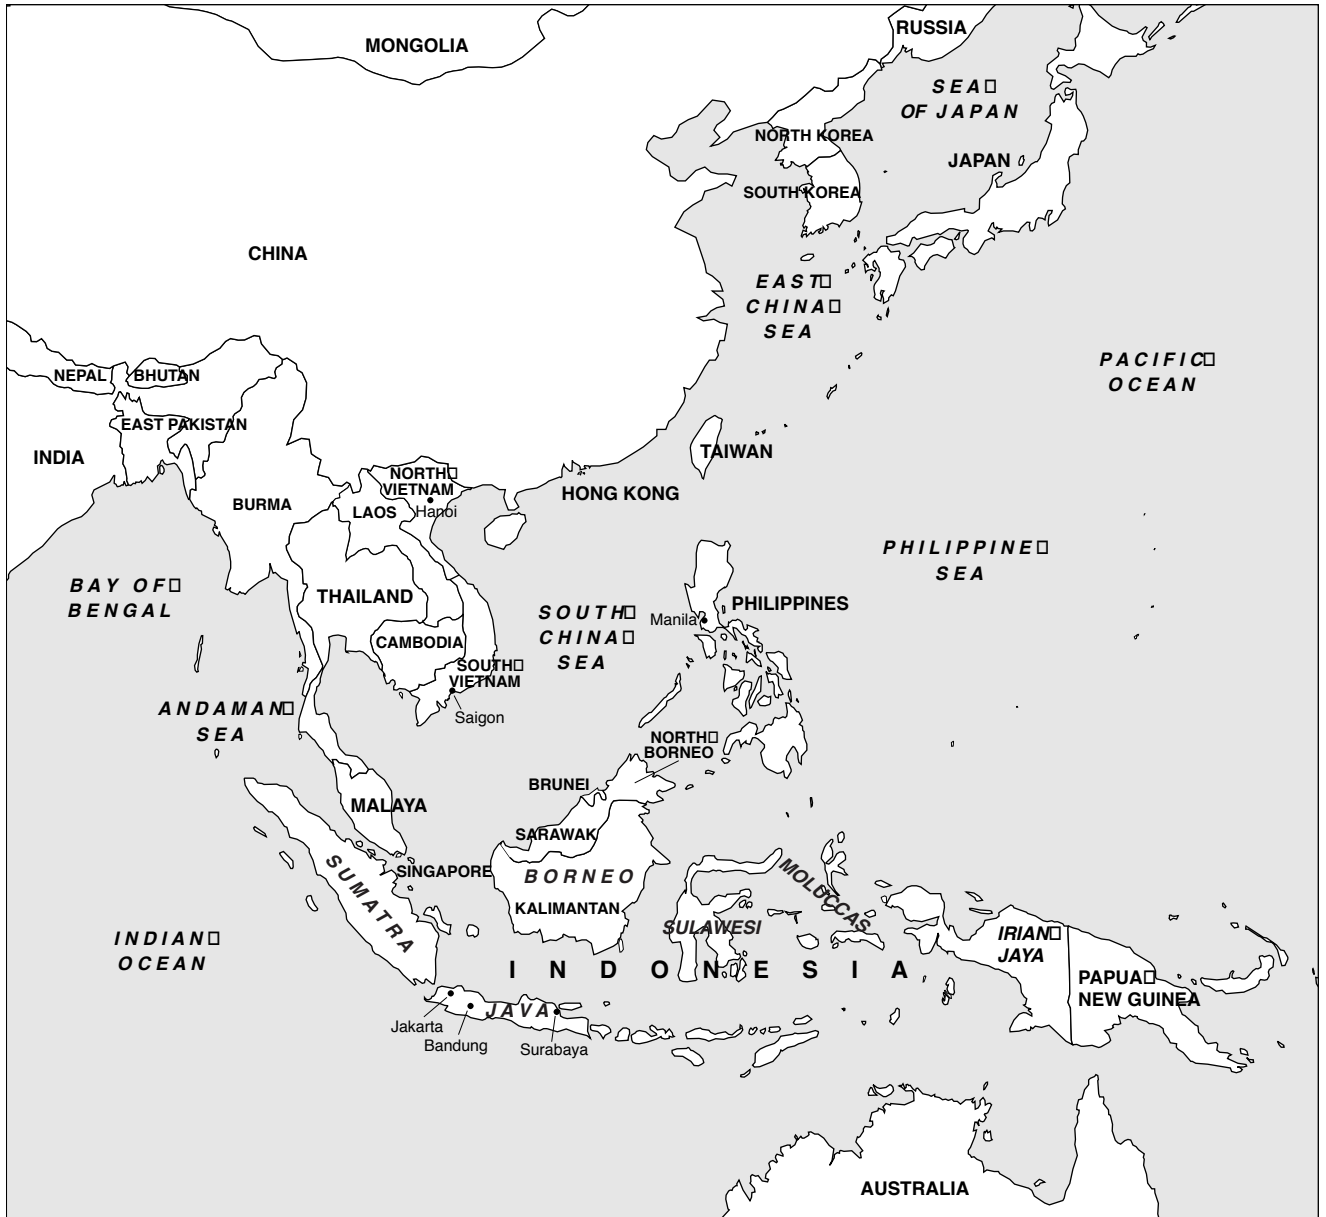 RUSSIA
MONGOLIA
SEA
OF JAPAN
NORTH KOREA
JAPAN
SOUTH KOREA
CHINA
EAST
CHINA
SEA
PACIFIC
OCEAN
NEPAL
BHUTAN
EAST PAKISTAN
INDIA
TAIWAN
NORTH
VIETNAM
HONG KONG
BURMA
LAOS
Hanoi
PHILIPPINE
SEA
BAY OF
BENGAL
THAILAND
SOUTH
CHINA
SEA
PHILIPPINES
Manila
CAMBODIA
SOUTH
VIETNAM
Saigon
ANDAMAN
SEA
NORTH
BORNEO
BRUNEI
MALAYA
SARAWAK
SINGAPORE
BORNEO
SUMATRA
MOLUCCAS
KALIMANTAN
SULAWESI
IRIAN
JAYA
INDIAN
OCEAN
INDONESIA
PAPUA
NEW GUINEA
JAVA
Jakarta
Bandung
Surabaya
AUSTRALIA